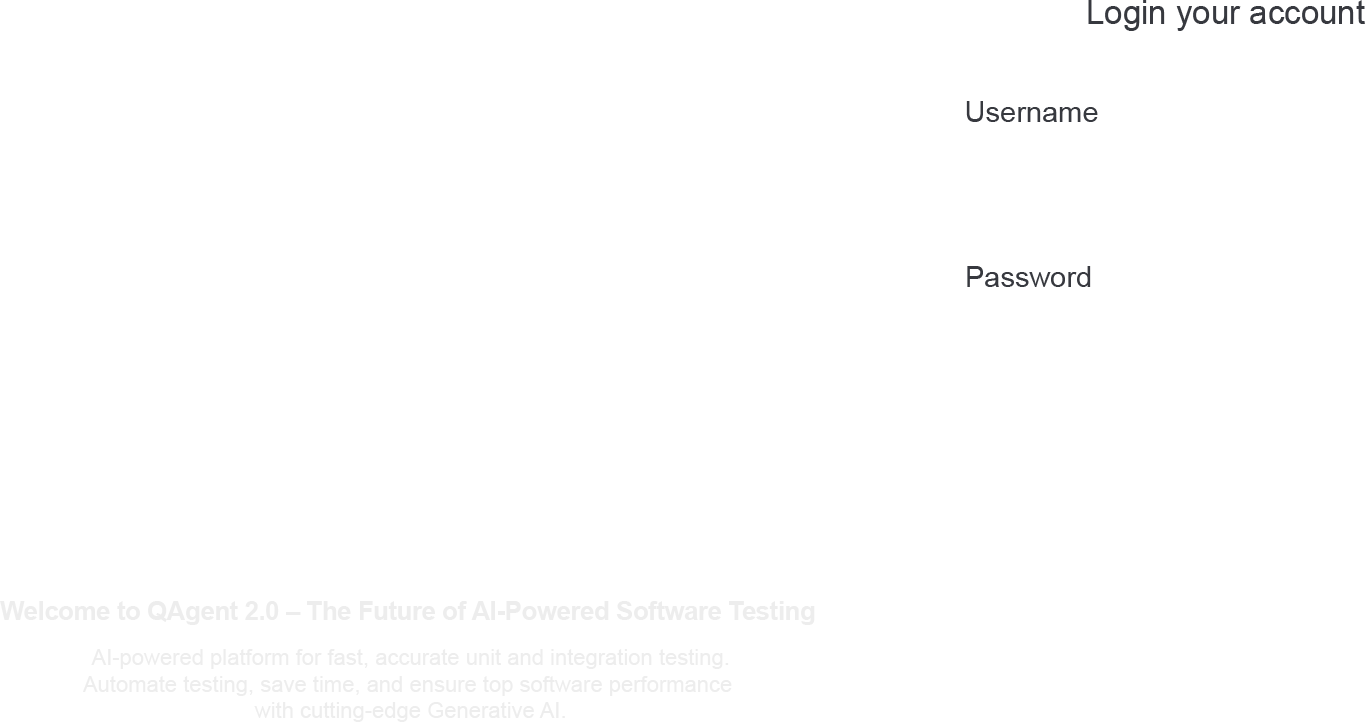 Login your account
Username
Password
Welcome to QAgent 2.0 – The Future of AI-Powered Software Testing
AI-powered platform for fast, accurate unit and integration testing.
Automate testing, save time, and ensure top software performance
with cutting-edge Generative AI.